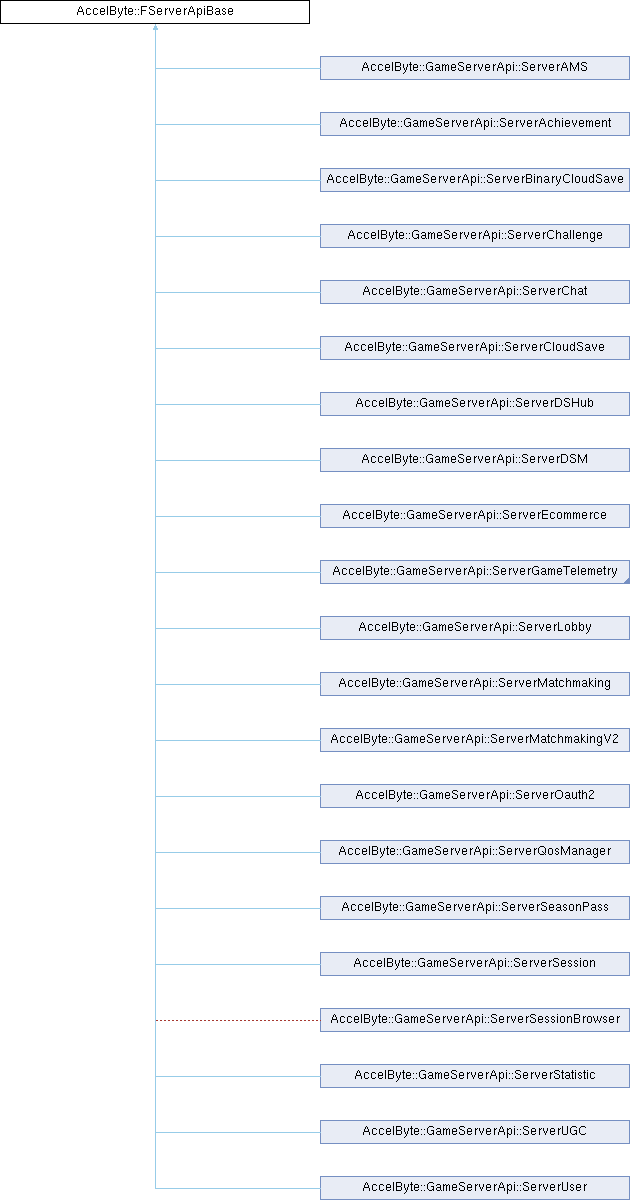 AccelByte::FServerApiBase
AccelByte::GameServerApi::ServerAMS
AccelByte::GameServerApi::ServerAchievement
AccelByte::GameServerApi::ServerBinaryCloudSave
AccelByte::GameServerApi::ServerChallenge
AccelByte::GameServerApi::ServerChat
AccelByte::GameServerApi::ServerCloudSave
AccelByte::GameServerApi::ServerDSHub
AccelByte::GameServerApi::ServerDSM
AccelByte::GameServerApi::ServerEcommerce
AccelByte::GameServerApi::ServerGameTelemetry
AccelByte::GameServerApi::ServerLobby
AccelByte::GameServerApi::ServerMatchmaking
AccelByte::GameServerApi::ServerMatchmakingV2
AccelByte::GameServerApi::ServerOauth2
AccelByte::GameServerApi::ServerQosManager
AccelByte::GameServerApi::ServerSeasonPass
AccelByte::GameServerApi::ServerSession
AccelByte::GameServerApi::ServerSessionBrowser
AccelByte::GameServerApi::ServerStatistic
AccelByte::GameServerApi::ServerUGC
AccelByte::GameServerApi::ServerUser